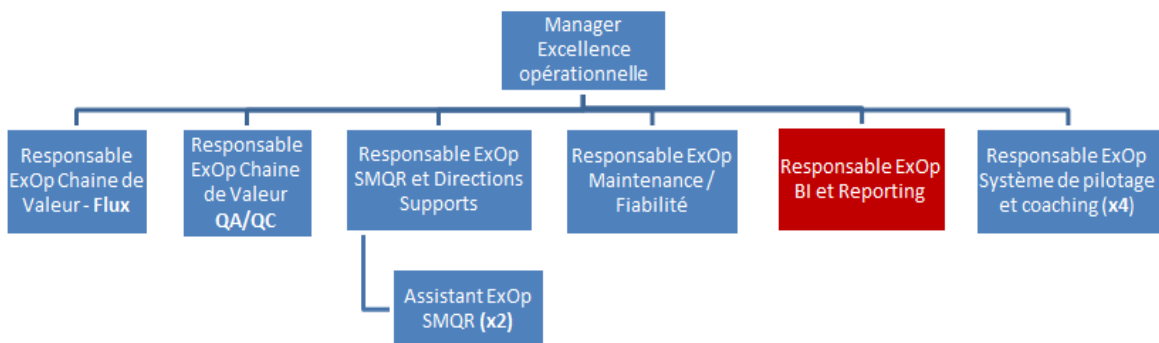 Manager
Excellence
opérationnelle
Responsable
ExOp Chaine de
Valeur - Flux
Responsable
ExOp Chaine
de Valeur
QA/QC
Responsable ExOp
SMQR et Directions
Supports
Responsable ExOp
Maintenance /
Fiabilité
Responsable ExOp
BI et Reporting
Responsable ExOp
Système de pilotage
et coaching (x4)
Assistant ExOp
SMQR (x2)